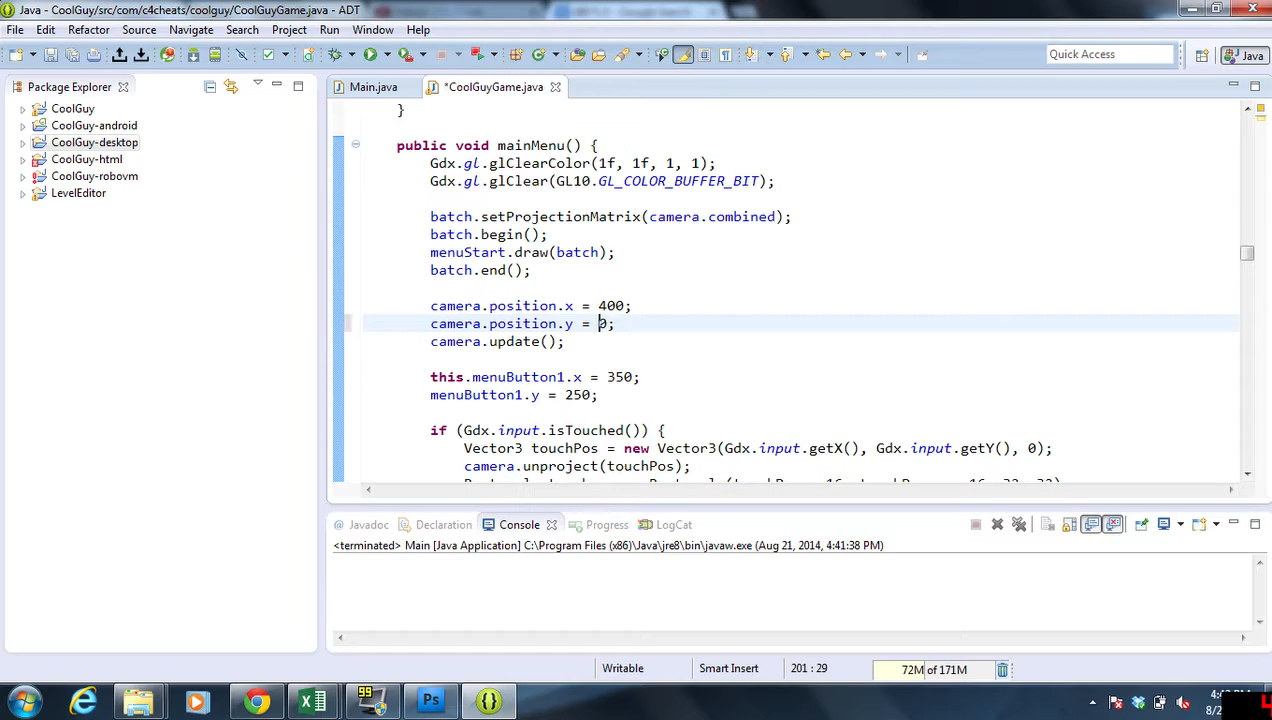 Java - CoolGuy/src/com/c4cheats/coolguy/CoolGuyGame.java - ADT
File Edit Refactor Source Navigate Search Project Run Window Help
Quick Access
Java
Package Explorer
Main.java
*CoolGuyGame.java
CoolGuy
CoolGuy-android
CoolGuy-desktop
CoolGuy-html
CoolGuy-robovm
LevelEditor
}
public void mainMenu() {
Gdx.gl.glClearColor(1f, 1f, 1, 1);
Gdx.gl.glClear(GL10.GL_COLOR_BUFFER_BIT);
batch.setProjectionMatrix(camera.combined);
batch.begin();
menuStart.draw(batch);
batch.end();
camera.position.x = 400;
camera.position.y = 0;
camera.update();
this.menuButton1.x = 350;
menuButton1.y = 250;
if (Gdx.input.isTouched()) {
Vector3 touchPos = new Vector3(Gdx.input.getX(), Gdx.input.getY(), 0);
camera.unproject(touchPos);
Javadoc Declaration Console Progress LogCat
<terminated> Main [Java Application] C:\Program Files (x86)\Java\jre8\bin\javaw.exe (Aug 21, 2014, 4:41:38 PM)
Writable
Smart Insert
201 : 29
72M of 171M
99
Ps